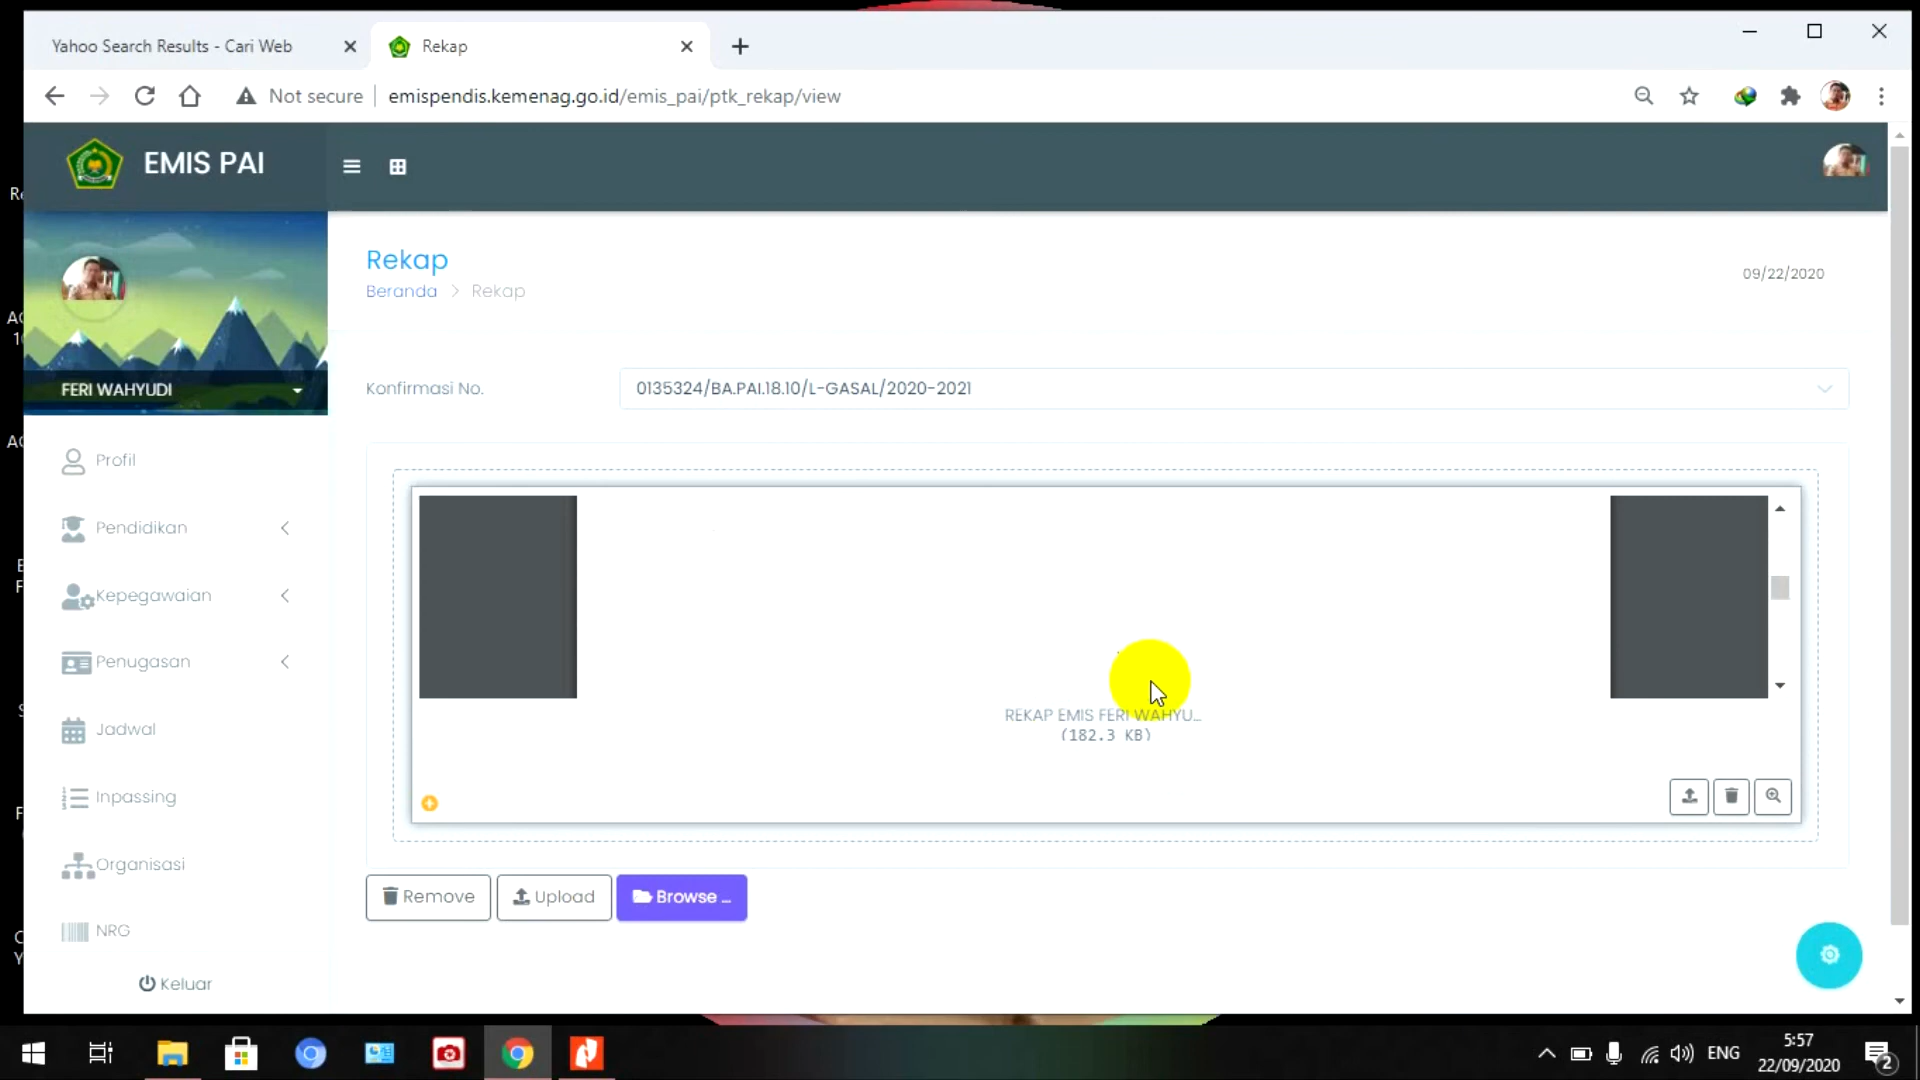 Yahoo Search Results - Cari Web
Rekap
Not secure
emispendis.kemenag.go.id/emis_pai/ptk_rekap/view
EMIS PAI
Rekap
09/22/2020
Beranda > Rekap
FERI WAHYUDI
Konfirmasi No.
0135324/BA.PAI.18.10/L-GASAL/2020-2021
Profil
Pendidikan
Kepegawaian
Penugasan
Jadwal
Inpassing
Organisasi
NRG
Keluar
REKAP EMIS FERI WAHYU...
(182.3 KB)
Remove
Upload
Browse ...
ENG
5:57
22/09/2020
2